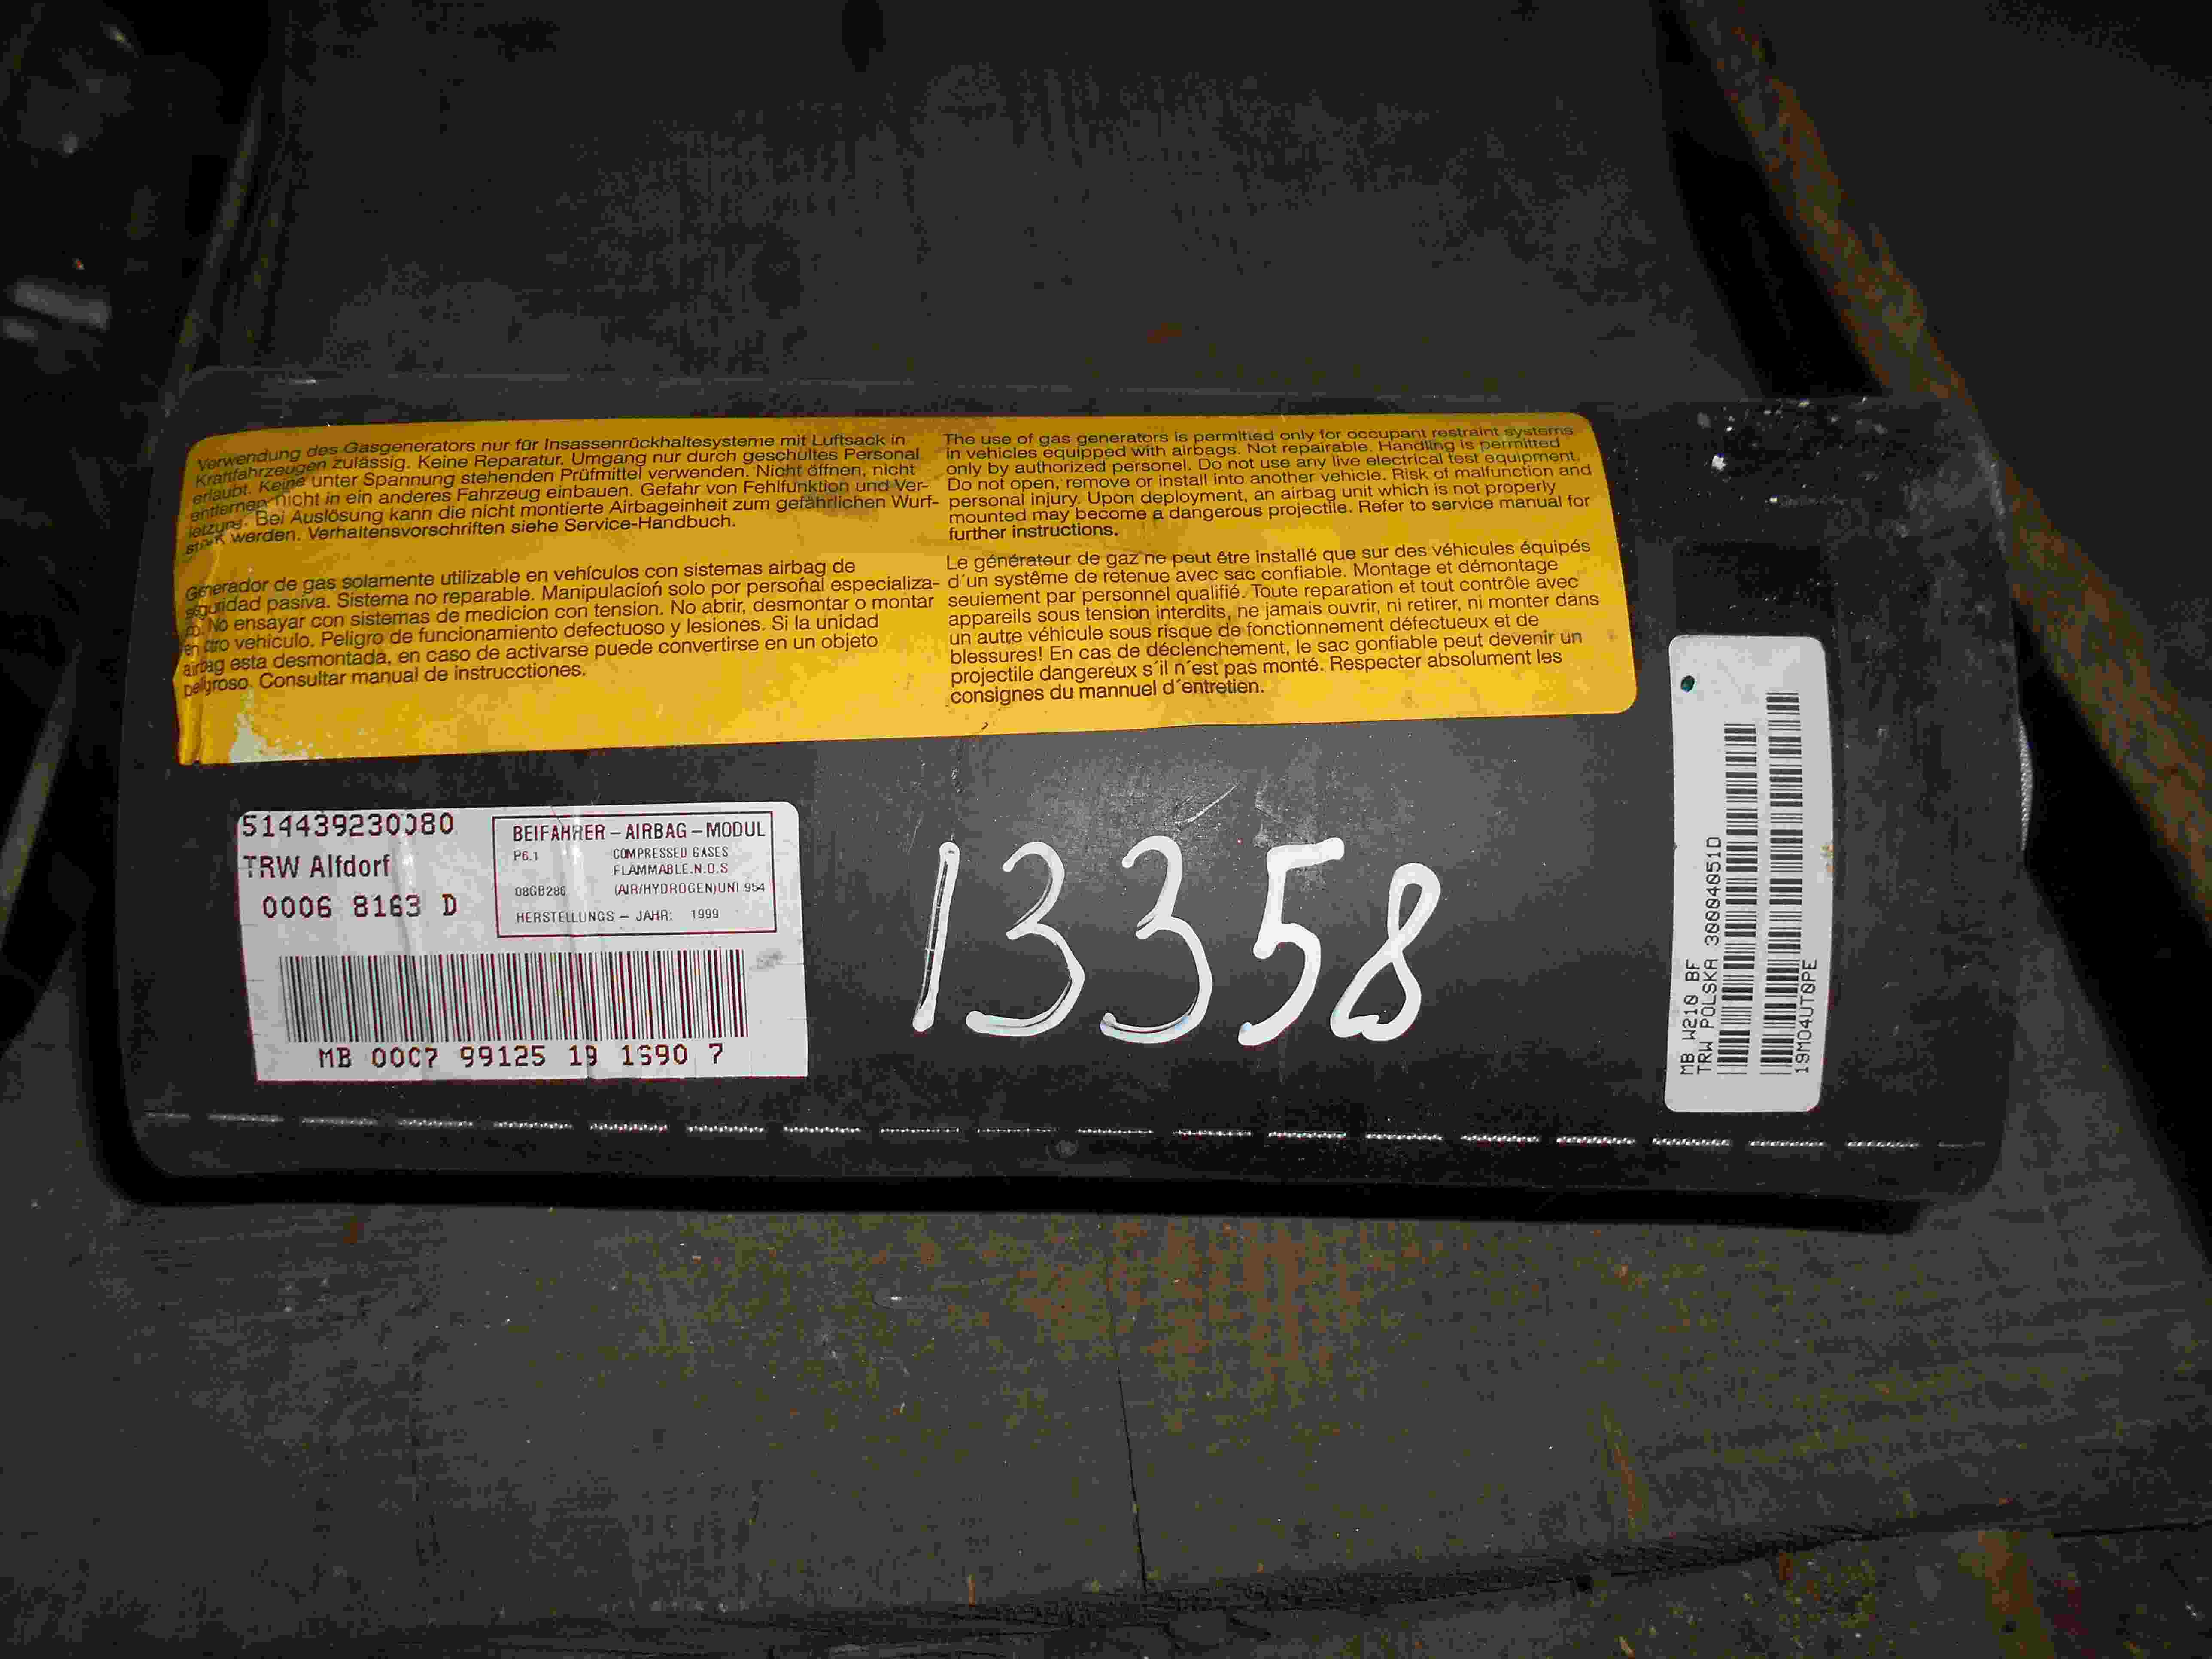 Verwendung des Gasgenerators nur für Insassenrückhaltesysteme mit Luftsack in
Kraftfahrzeugen zulässig. Keine Reparatur. Umgang nur durch geschultes Personal
erlaubt. Keine unter Spannung stehenden Prüfmittel verwenden. Nicht öffnen, nicht
entfernen nicht in ein anderes Fahrzeug einbauen. Gefahr von Fehlfunktion und Ver-
letzung. Bei Auslösung kann die nicht montierte Airbageinheit zum gefährlichen Wurf-
stück werden. Verhaltensvorschriften siehe Service-Handbuch.
Generador de gas solamente utilizable en vehículos con sistemas airbag de
seguridad pasiva. Sistema no reparable. Manipulación solo por personal especializa-
do. No ensayar con sistemas de medicion con tension. No abrir, desmontar o montar
en otro vehiculo. Peligro de funcionamiento defectuoso y lesiones. Si la unidad
airbag esta desmontada, en caso de activarse puede convertirse en un objeto
peligroso. Consultar manual de instrucctiones.
The use of gas generators is permitted only for occupant restraint systems
in vehicles equipped with airbags. Not repairable. Handling is permitted
only by authorized personel. Do not use any live electrical test equipment.
Do not open, remove or install into another vehicle. Risk of malfunction and
personal injury. Upon deployment, an airbag unit which is not properly
mounted may become a dangerous projectile. Refer to service manual for
further instructions.
Le générateur de gaz ne peut être installé que sur des véhicules équipés
d´un systême de retenue avec sac confiable. Montage et démontage
seulement par personnel qualifié. Toute reparation et tout contrôle avec
appareils sous tension interdits, ne jamais ouvrir, ni retirer, ni monter dans
un autre véhicule sous risque de fonctionnement défectueux et de
blessures! En cas de déclenchement, le sac gonfiable peut devenir un
projectile dangereux s´il n´est pas monté. Respecter absolument les
consignes du mannuel d´entretien.
514439230080
TRW Alfdorf
0006 8163 D
BEIFAHRER – AIRBAG – MODUL
P6.1 COMPRESSED GASES
FLAMMABLE.N.O.S
08GB286 (AIR/HYDROGEN)UN1954
HERSTELLUNGS – JAHR: 1999
MB 00C7 99125 19 1990 7
13358
MB W210 BF
TRW POLSKA 30004051D
19M04UT0PE